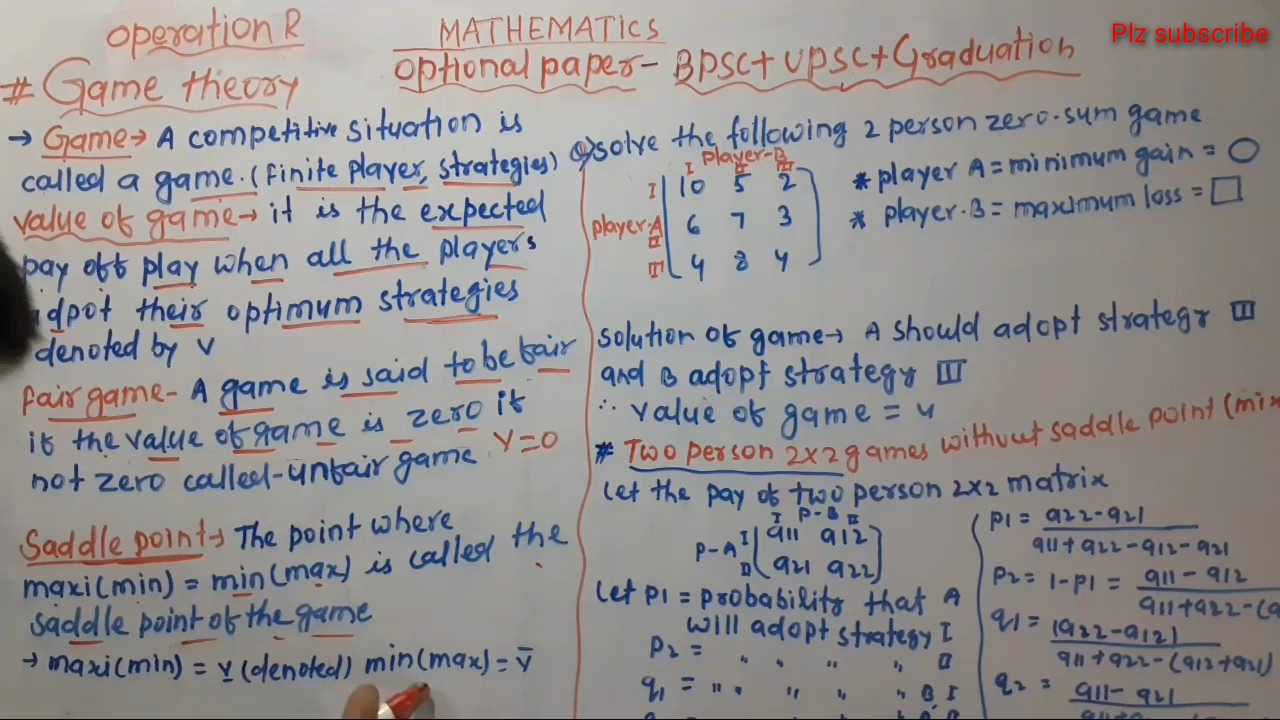 Plz subscribe
operation R
MATHEMATICS
optional paper- BPSC+UPSC+Graduation
# Game theory
→ Game→ A competitive situation is
called a game.(finite player, strategies)
value of game→ it is the expected
pay off play when all the players
adpot their optimum strategies
denoted by v
fair game- A game is said to be fair
if the value of game is zero if
not zero called-unfair game V=0
Saddle point→ The point where
maxi(min) = min(max) is called the
saddle point of the game
→ maxi(min) = v (denoted) min(max) = v̄
Q) solve the following 2 person zero-sum game
player-B
I II III
I 10 5 2
player-A II 6 7 3
III 4 8 4
* player A = minimum gain = ○
* player.B = maximum loss = □
solution of game→ A should adopt strategy III
and B adopt strategy III
∴ value of game = 4
# Two person 2x2 games without saddle point (mix
Let the pay of two person 2x2 matrix
P-B
I II
P-A I a11 a12
II a21 a22
Let p1 = probability that A
will adopt strategy I
p2 = " " " " II
q1 = " " " " B I
p1 = a22-a21
a11+a22-a12-a21
p2 = 1-p1 = a11-a12
a11+a22-(a
q1 = (a22-a12)
a11+a22-(a12+a21)
q2 = a11-a21